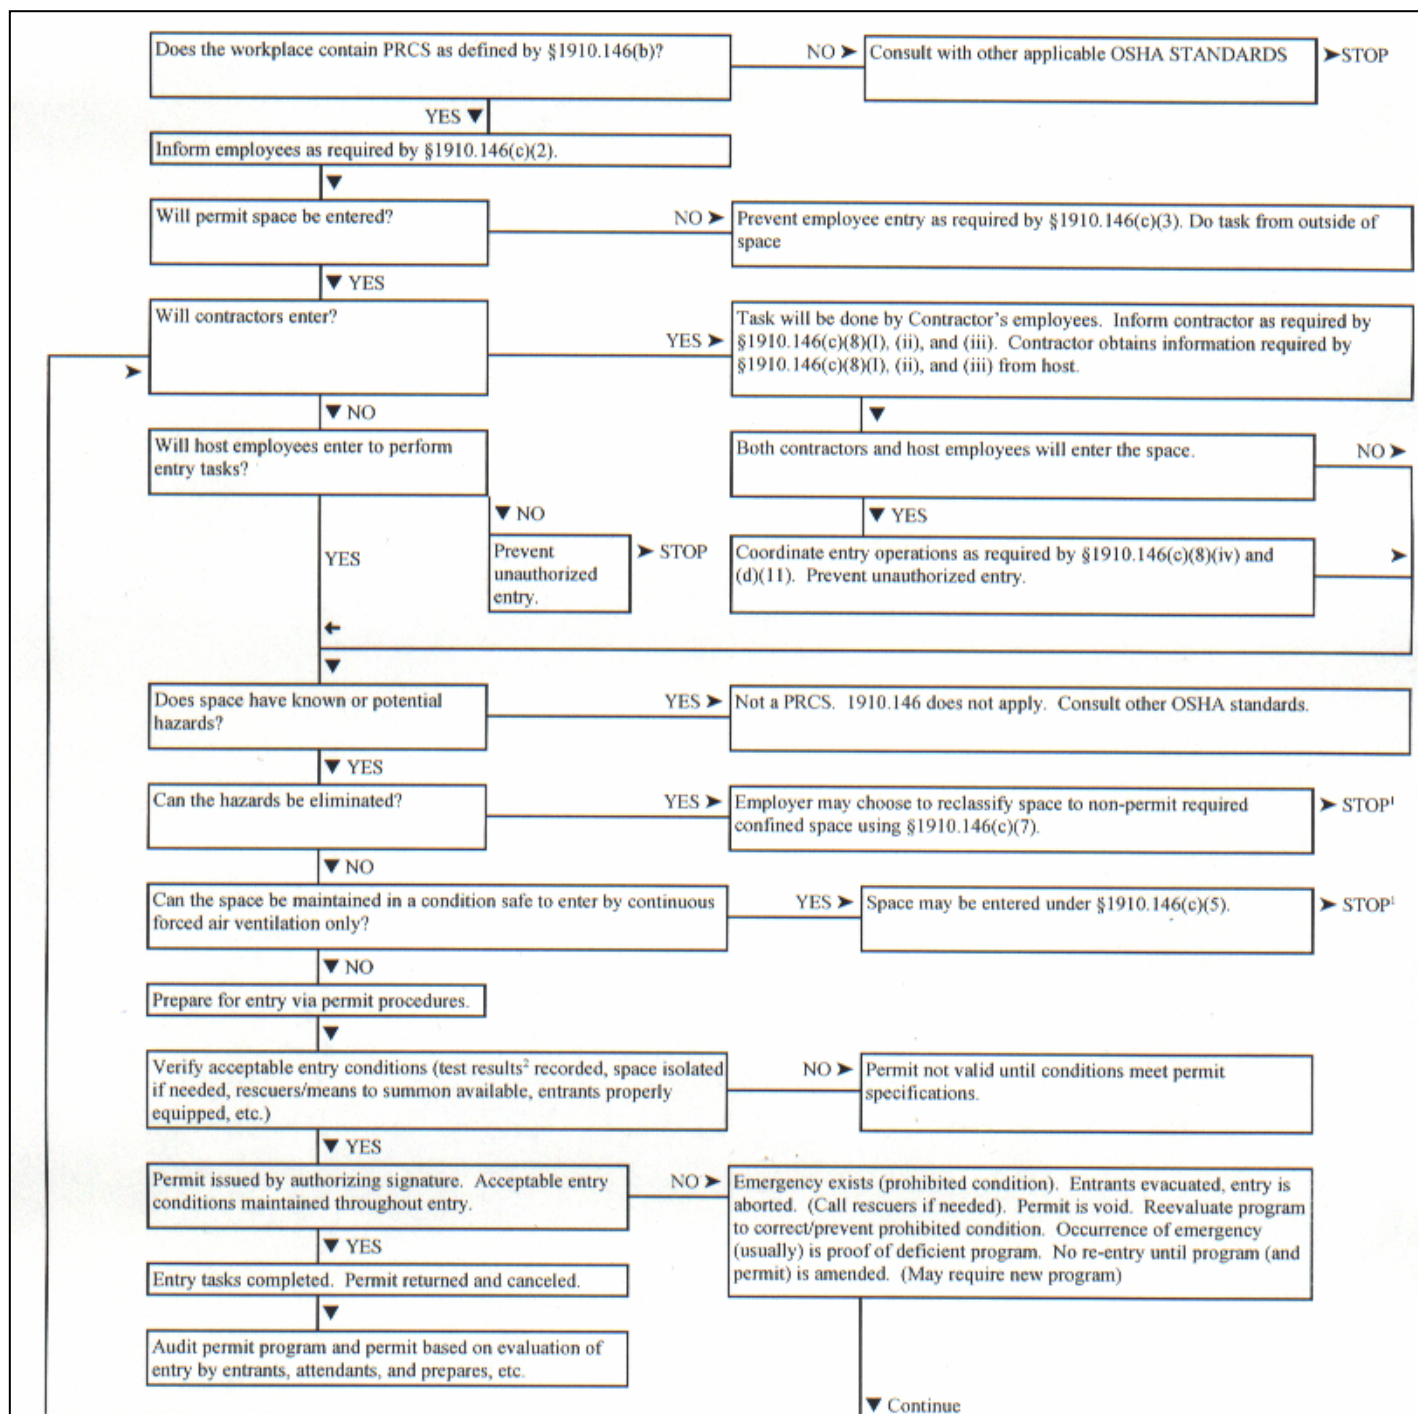 Does the workplace contain PRCS as defined by §1910.146(b)?
NO ➤
Consult with other applicable OSHA STANDARDS
➤STOP
YES ▼
Inform employees as required by §1910.146(c)(2).
▼
Will permit space be entered?
NO ➤
Prevent employee entry as required by §1910.146(c)(3). Do task from outside of
space
▼ YES
Will contractors enter?
YES ➤
Task will be done by Contractor's employees. Inform contractor as required by
§1910.146(c)(8)(I), (ii), and (iii). Contractor obtains information required by
§1910.146(c)(8)(I), (ii), and (iii) from host.
➤
▼ NO
▼
Will host employees enter to perform
entry tasks?
Both contractors and host employees will enter the space.
NO ➤
▼ NO
▼ YES
YES
Prevent
unauthorized
entry.
➤ STOP
Coordinate entry operations as required by §1910.146(c)(8)(iv) and
(d)(11). Prevent unauthorized entry.
➤
←
▼
Does space have known or potential
hazards?
YES ➤
Not a PRCS. 1910.146 does not apply. Consult other OSHA standards.
▼ YES
Can the hazards be eliminated?
YES ➤
Employer may choose to reclassify space to non-permit required
confined space using §1910.146(c)(7).
➤ STOP¹
▼ NO
Can the space be maintained in a condition safe to enter by continuous
forced air ventilation only?
YES ➤
Space may be entered under §1910.146(c)(5).
➤ STOP¹
▼ NO
Prepare for entry via permit procedures.
▼
Verify acceptable entry conditions (test results² recorded, space isolated
if needed, rescuers/means to summon available, entrants properly
equipped, etc.)
NO ➤
Permit not valid until conditions meet permit
specifications.
▼ YES
Permit issued by authorizing signature. Acceptable entry
conditions maintained throughout entry.
NO ➤
Emergency exists (prohibited condition). Entrants evacuated, entry is
aborted. (Call rescuers if needed). Permit is void. Reevaluate program
to correct/prevent prohibited condition. Occurrence of emergency
(usually) is proof of deficient program. No re-entry until program (and
permit) is amended. (May require new program)
▼ YES
Entry tasks completed. Permit returned and canceled.
▼
Audit permit program and permit based on evaluation of
entry by entrants, attendants, and prepares, etc.
▼ Continue